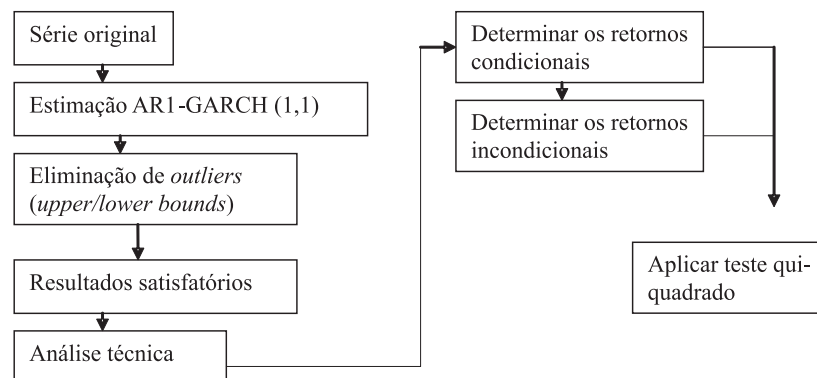 Série original
Estimação AR1-GARCH (1,1)
Eliminação de outliers
(upper/lower bounds)
Resultados satisfatórios
Análise técnica
Determinar os retornos
condicionais
Determinar os retornos
incondicionais
Aplicar teste qui-
quadrado